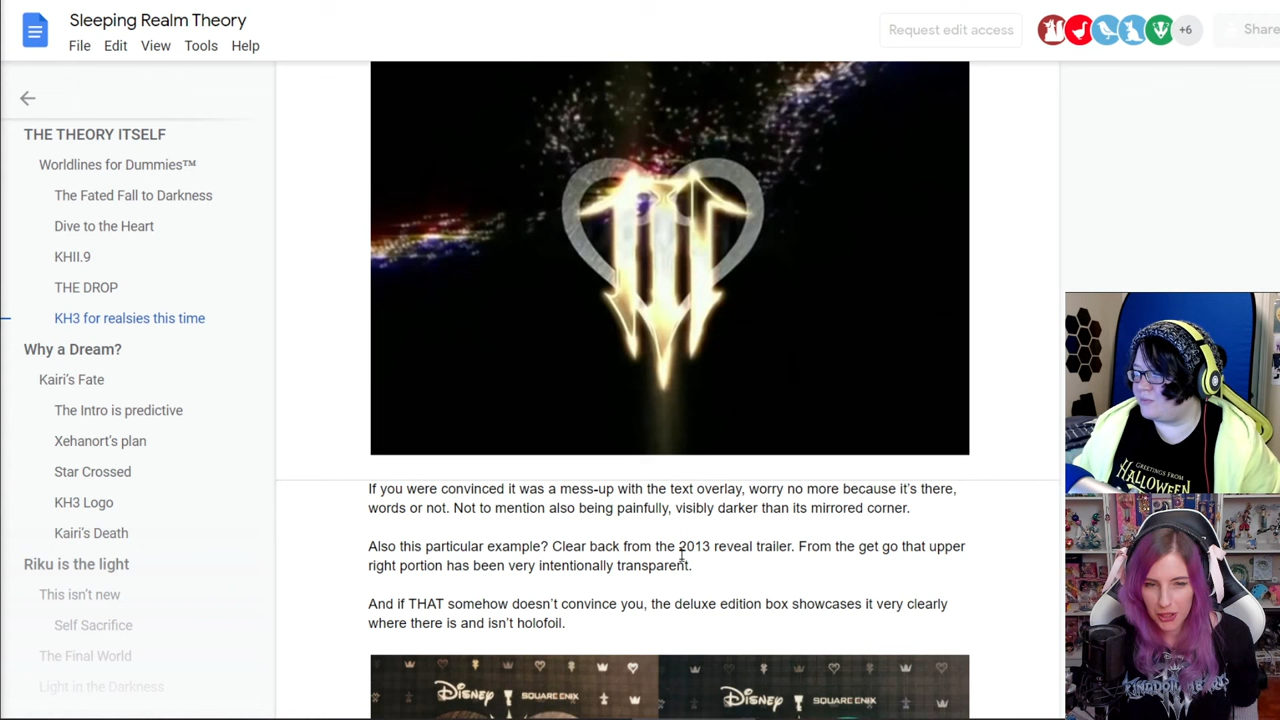 Sleeping Realm Theory
File Edit View Tools Help
Request edit access
+6
Share
THE THEORY ITSELF
Worldlines for Dummies™
The Fated Fall to Darkness
Dive to the Heart
KHII.9
THE DROP
KH3 for realsies this time
Why a Dream?
Kairi's Fate
The Intro is predictive
Xehanort's plan
Star Crossed
KH3 Logo
Kairi's Death
Riku is the light
This isn't new
Self Sacrifice
The Final World
Light in the Darkness
If you were convinced it was a mess-up with the text overlay, worry no more because it's there,
words or not. Not to mention also being painfully, visibly darker than its mirrored corner.
Also this particular example? Clear back from the 2013 reveal trailer. From the get go that upper
right portion has been very intentionally transparent.
And if THAT somehow doesn't convince you, the deluxe edition box showcases it very clearly
where there is and isn't holofoil.
Disney SQUARE ENIX
Disney SQUARE ENIX
GREETINGS FROM
HALLOWEEN